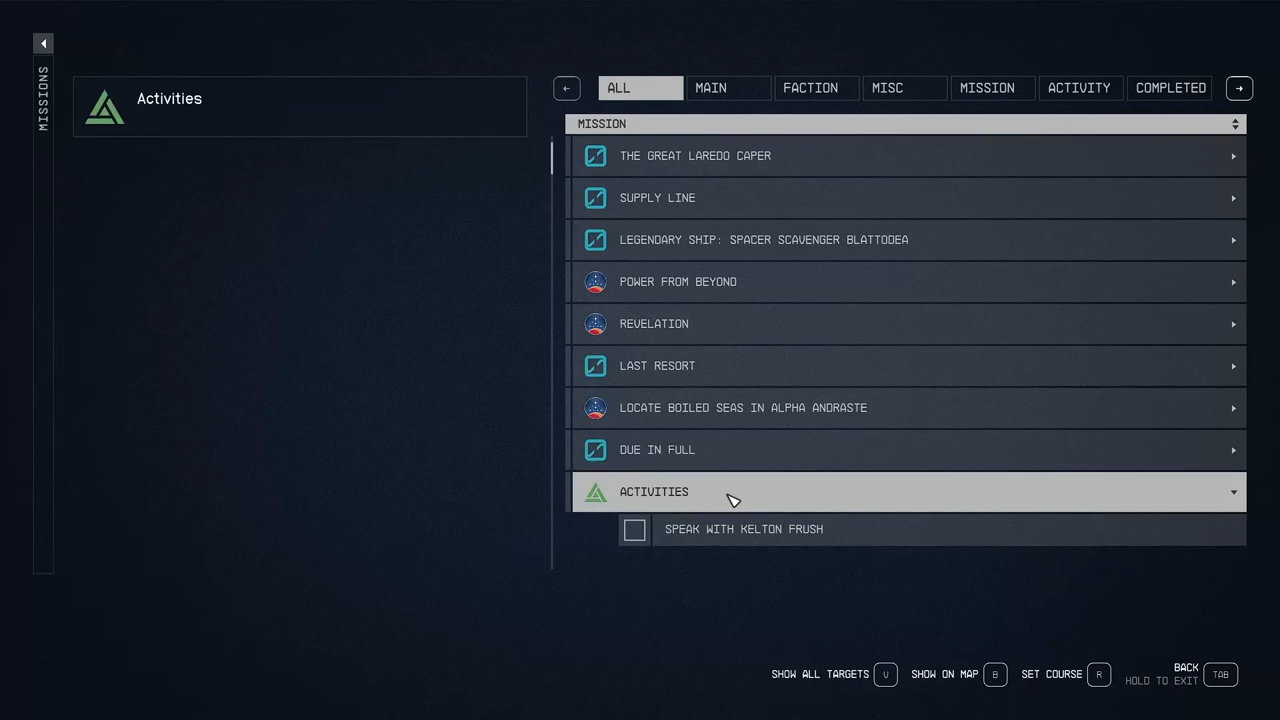 MISSIONS
Activities
ALL MAIN FACTION MISC MISSION ACTIVITY COMPLETED
MISSION
THE GREAT LAREDO CAPER
SUPPLY LINE
LEGENDARY SHIP: SPACER SCAVENGER BLATTODEA
POWER FROM BEYOND
REVELATION
LAST RESORT
LOCATE BOILED SEAS IN ALPHA ANDRASTE
DUE IN FULL
ACTIVITIES
SPEAK WITH KELTON FRUSH
SHOW ALL TARGETS V SHOW ON MAP B SET COURSE R BACK TAB
HOLD TO EXIT